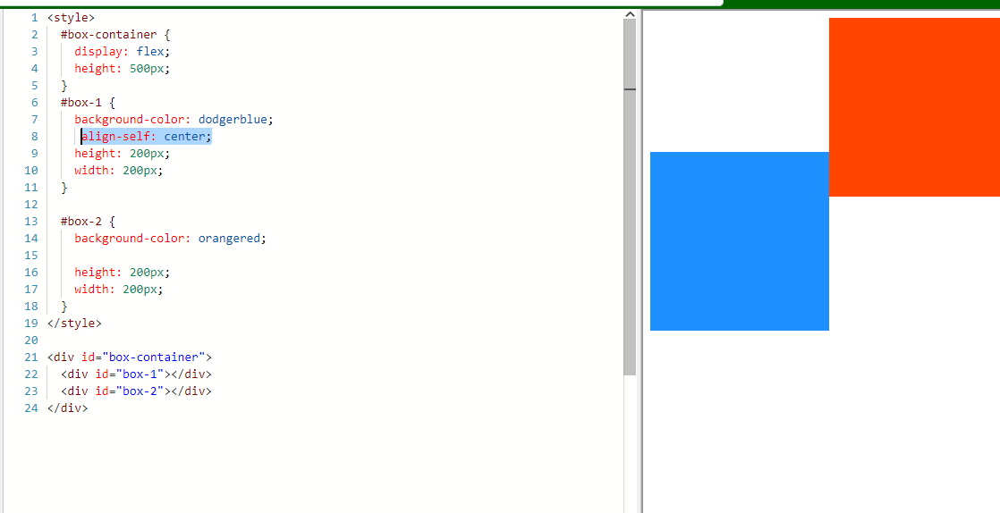 1 <style>
2 #box-container {
3 display: flex;
4 height: 500px;
5 }
6 #box-1 {
7 background-color: dodgerblue;
8 align-self: center;
9 height: 200px;
10 width: 200px;
11 }
12
13 #box-2 {
14 background-color: orangered;
15
16 height: 200px;
17 width: 200px;
18 }
19 </style>
20
21 <div id="box-container">
22 <div id="box-1"></div>
23 <div id="box-2"></div>
24 </div>